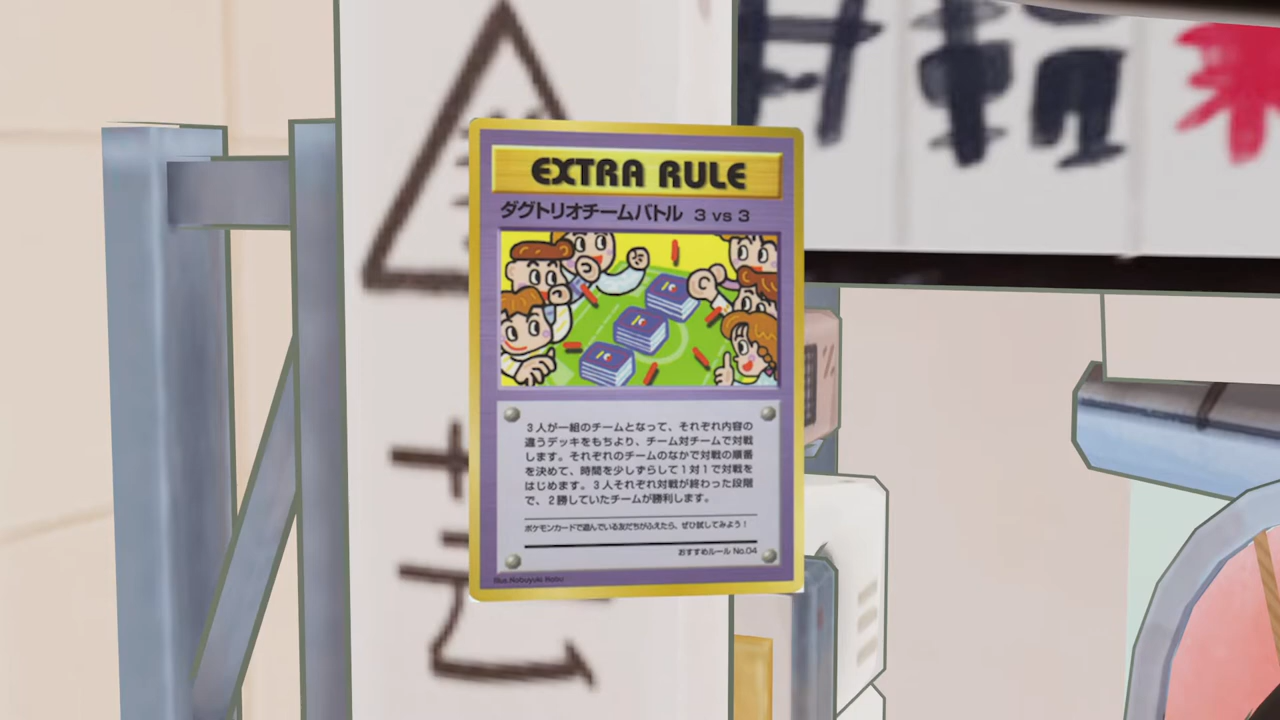 EXTRA RULE
ダグトリオチームバトル 3 vs 3
3人が一組のチームとなって、それぞれ内容の
違うデッキをもちより、チーム対チームで対戦
します。それぞれのチームのなかで対戦の順番
を決めて、時間を少しずらして1対1で対戦を
はじめます。3人それぞれ対戦が終わった段階
で、2勝していたチームが勝利します。
ポケモンカードで遊んでいる友だちがふえたら、ぜひ試してみよう！
おすすめルール No.04